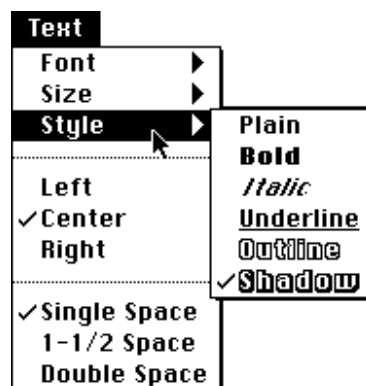 Text
Font
Size
Style
Plain
Bold
Italic
Underline
Outline
Shadow
Left
✓Center
Right
✓Single Space
1-1/2 Space
Double Space